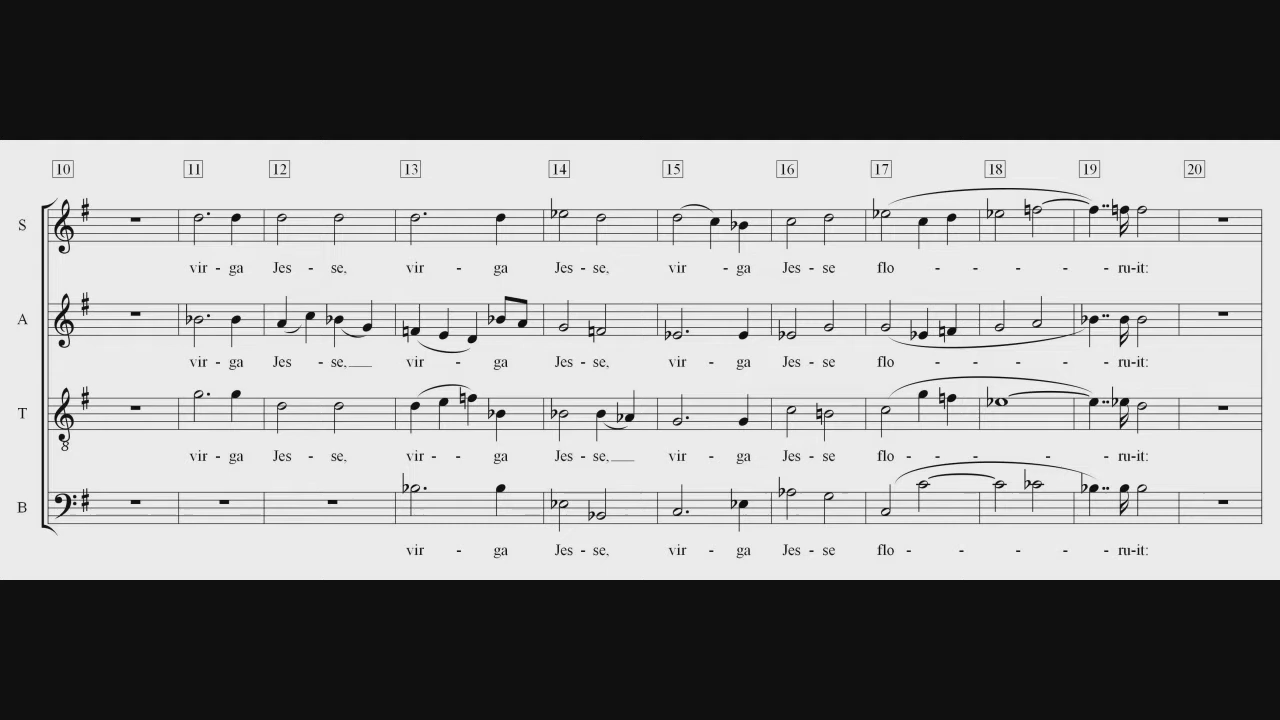 10 11 12 13 14 15 16 17 18 19 20
S
vir - ga Jes - se, vir - ga Jes - se, vir - ga Jes - se flo - - - - - ru-it:
A
vir - ga Jes - se, vir - ga Jes - se, vir - ga Jes - se flo - - - - - ru-it:
T
8
vir - ga Jes - se, vir - - ga Jes - se, vir - ga Jes - se flo - - - - - ru-it:
B
vir - ga Jes - se, vir - ga Jes - se flo - - - - ru-it: